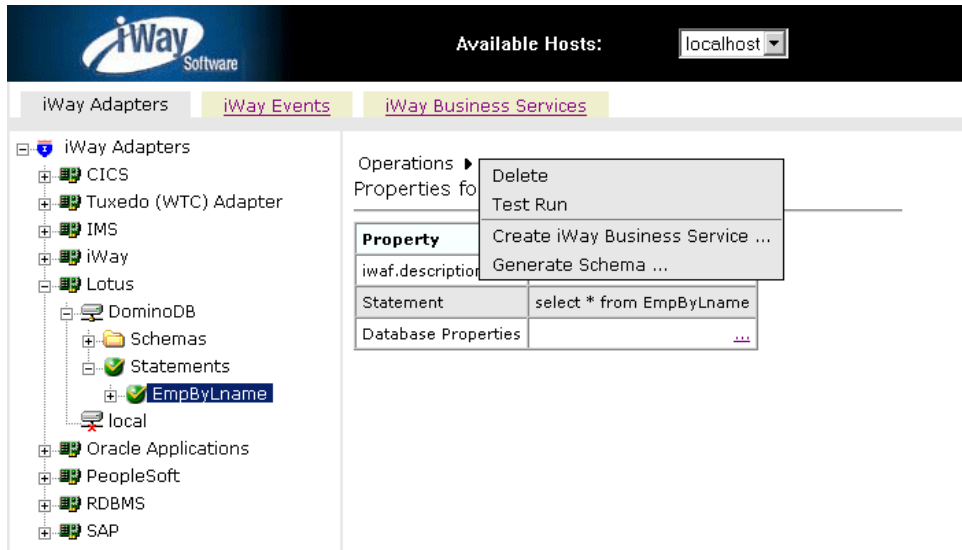 iWay
Software
Available Hosts:
localhost
iWay Adapters
iWay Events
iWay Business Services
iWay Adapters
CICS
Tuxedo (WTC) Adapter
IMS
iWay
Lotus
DominoDB
Schemas
Statements
EmpByLname
local
Oracle Applications
PeopleSoft
RDBMS
SAP
Operations
Properties fo
Delete
Test Run
Create iWay Business Service ...
Generate Schema ...
Property
iwaf.description
Statement select * from EmpByLname
Database Properties ...